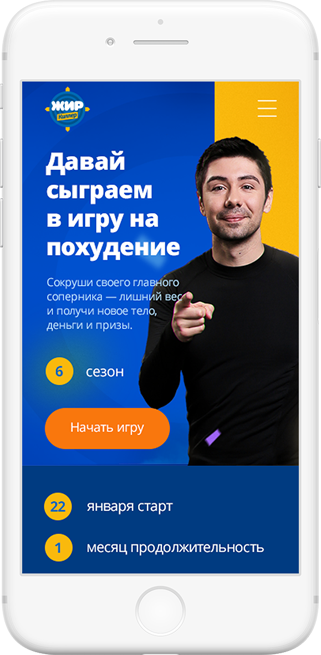 ЖИР
Киллер
Давай
сыграем
в игру на
похудение
Сокруши своего главного
соперника — лишний вес
и получи новое тело,
деньги и призы.
6 сезон
Начать игру
22 января старт
1 месяц продолжительность